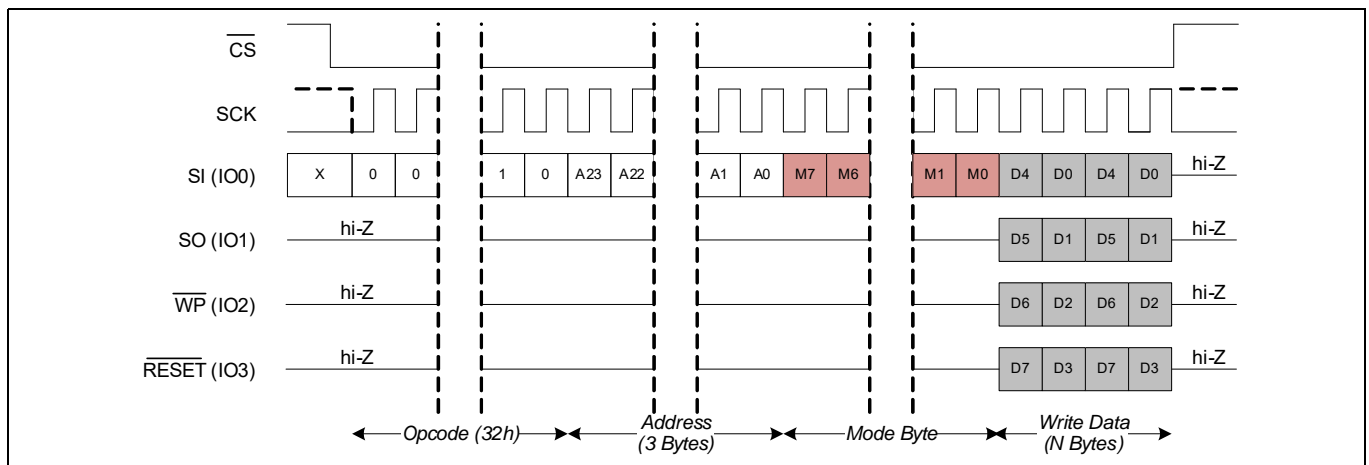 CS
SCK
SI (IO0) X 0 0 1 0 A23 A22 A1 A0 M7 M6 M1 M0 D4 D0 D4 D0 hi-Z
SO (IO1) hi-Z D5 D1 D5 D1 hi-Z
WP (IO2) hi-Z D6 D2 D6 D2 hi-Z
RESET (IO3) hi-Z D7 D3 D7 D3 hi-Z
Opcode (32h) Address Mode Byte Write Data
(3 Bytes) (N Bytes)